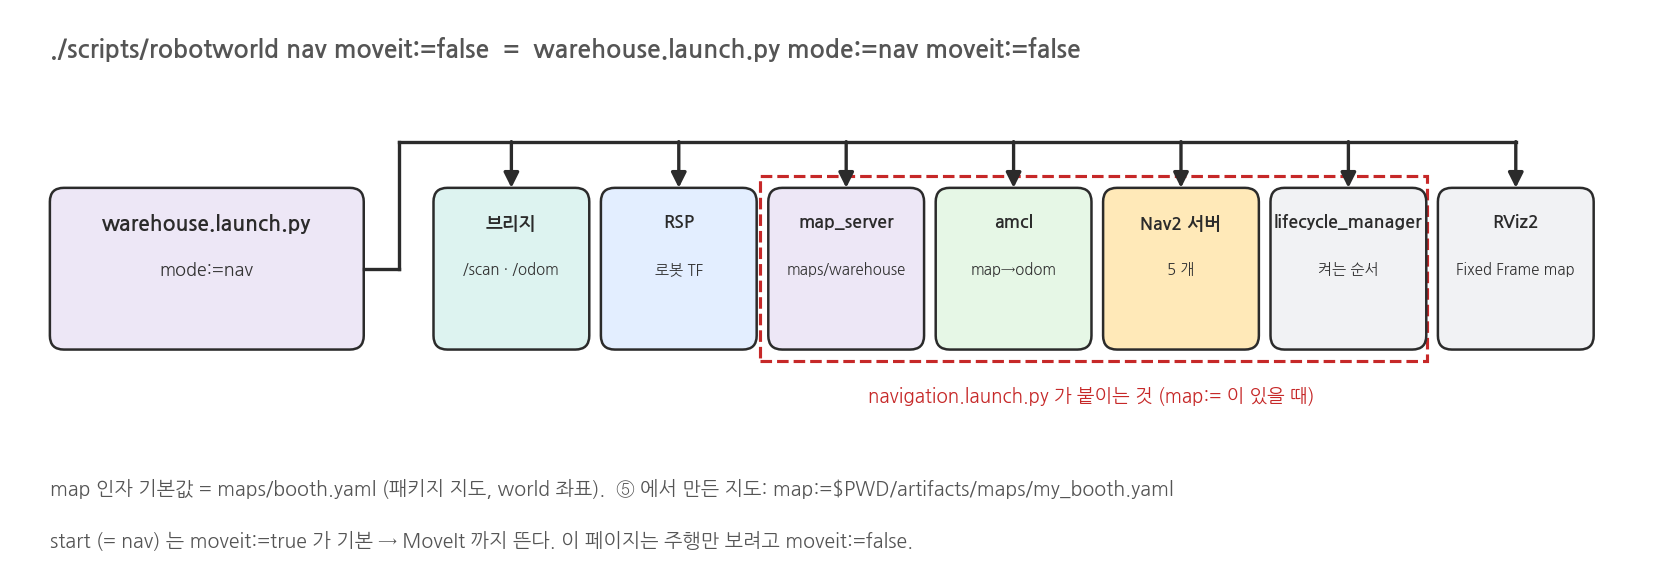 ./scripts/robotworld nav moveit:=false = warehouse.launch.py mode:=nav moveit:=false
warehouse.launch.py
mode:=nav
브리지
/scan · /odom
RSP
로봇 TF
map_server
maps/warehouse
amcl
map→odom
Nav2 서버
5 개
lifecycle_manager
켜는 순서
RViz2
Fixed Frame map
navigation.launch.py 가 붙이는 것 (map:= 이 있을 때)
map 인자 기본값 = maps/booth.yaml (패키지 지도, world 좌표). ⑤ 에서 만든 지도: map:=$PWD/artifacts/maps/my_booth.yaml
start (= nav) 는 moveit:=true 가 기본 → MoveIt 까지 뜬다. 이 페이지는 주행만 보려고 moveit:=false.